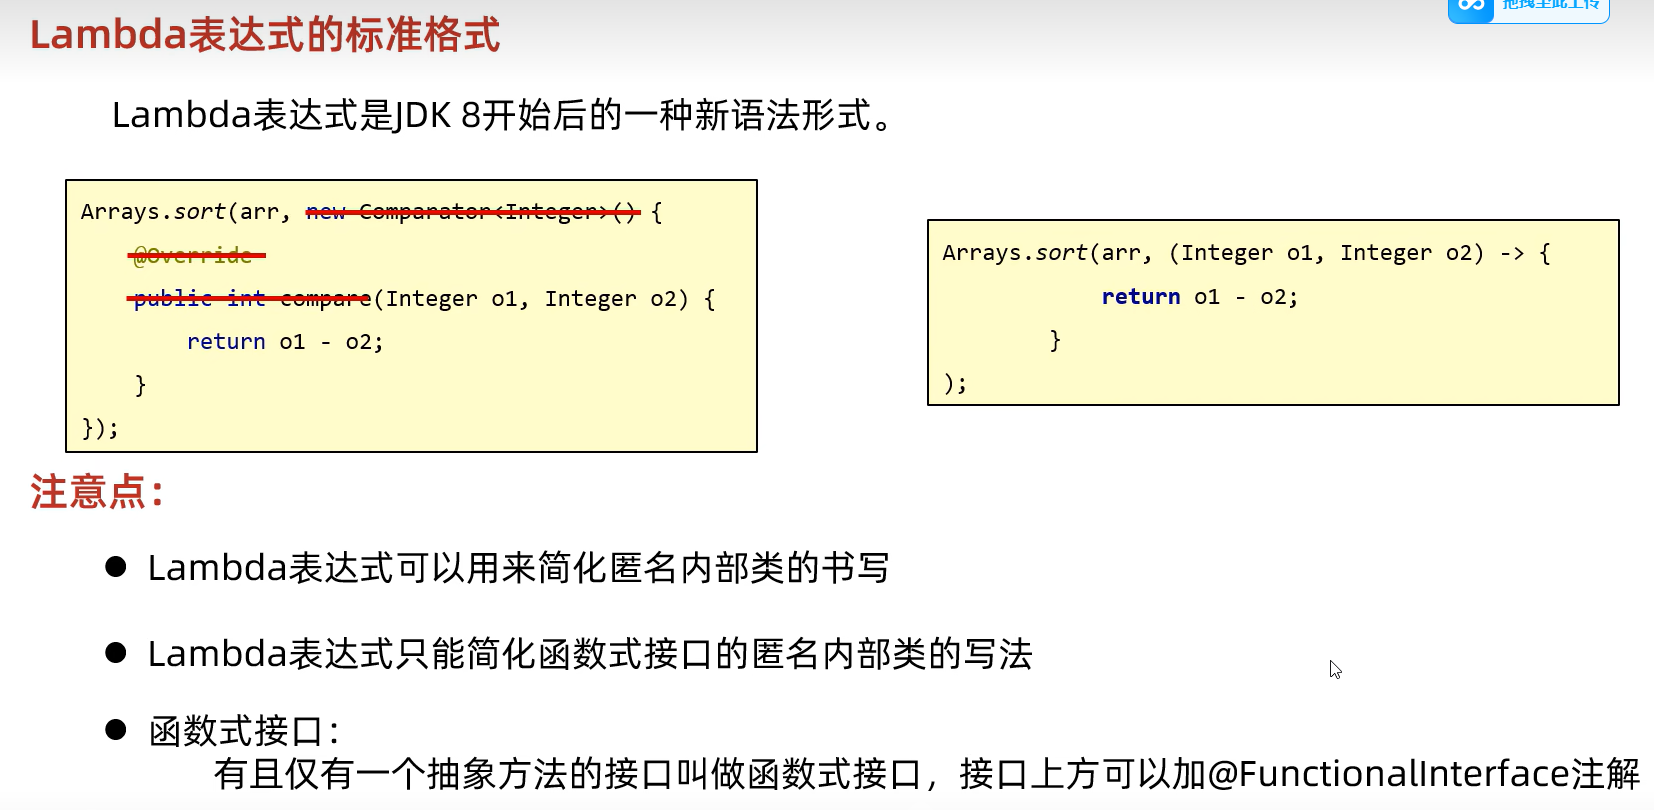 Lambda表达式的标准格式
拖拽至此上传
Lambda表达式是JDK 8开始后的一种新语法形式。
Arrays.sort(arr, new Comparator<Integer>() {
@Override
public int compare(Integer o1, Integer o2) {
return o1 - o2;
}
});
Arrays.sort(arr, (Integer o1, Integer o2) -> {
return o1 - o2;
}
);
注意点：
● Lambda表达式可以用来简化匿名内部类的书写
● Lambda表达式只能简化函数式接口的匿名内部类的写法
● 函数式接口：
有且仅有一个抽象方法的接口叫做函数式接口，接口上方可以加@FunctionalInterface注解